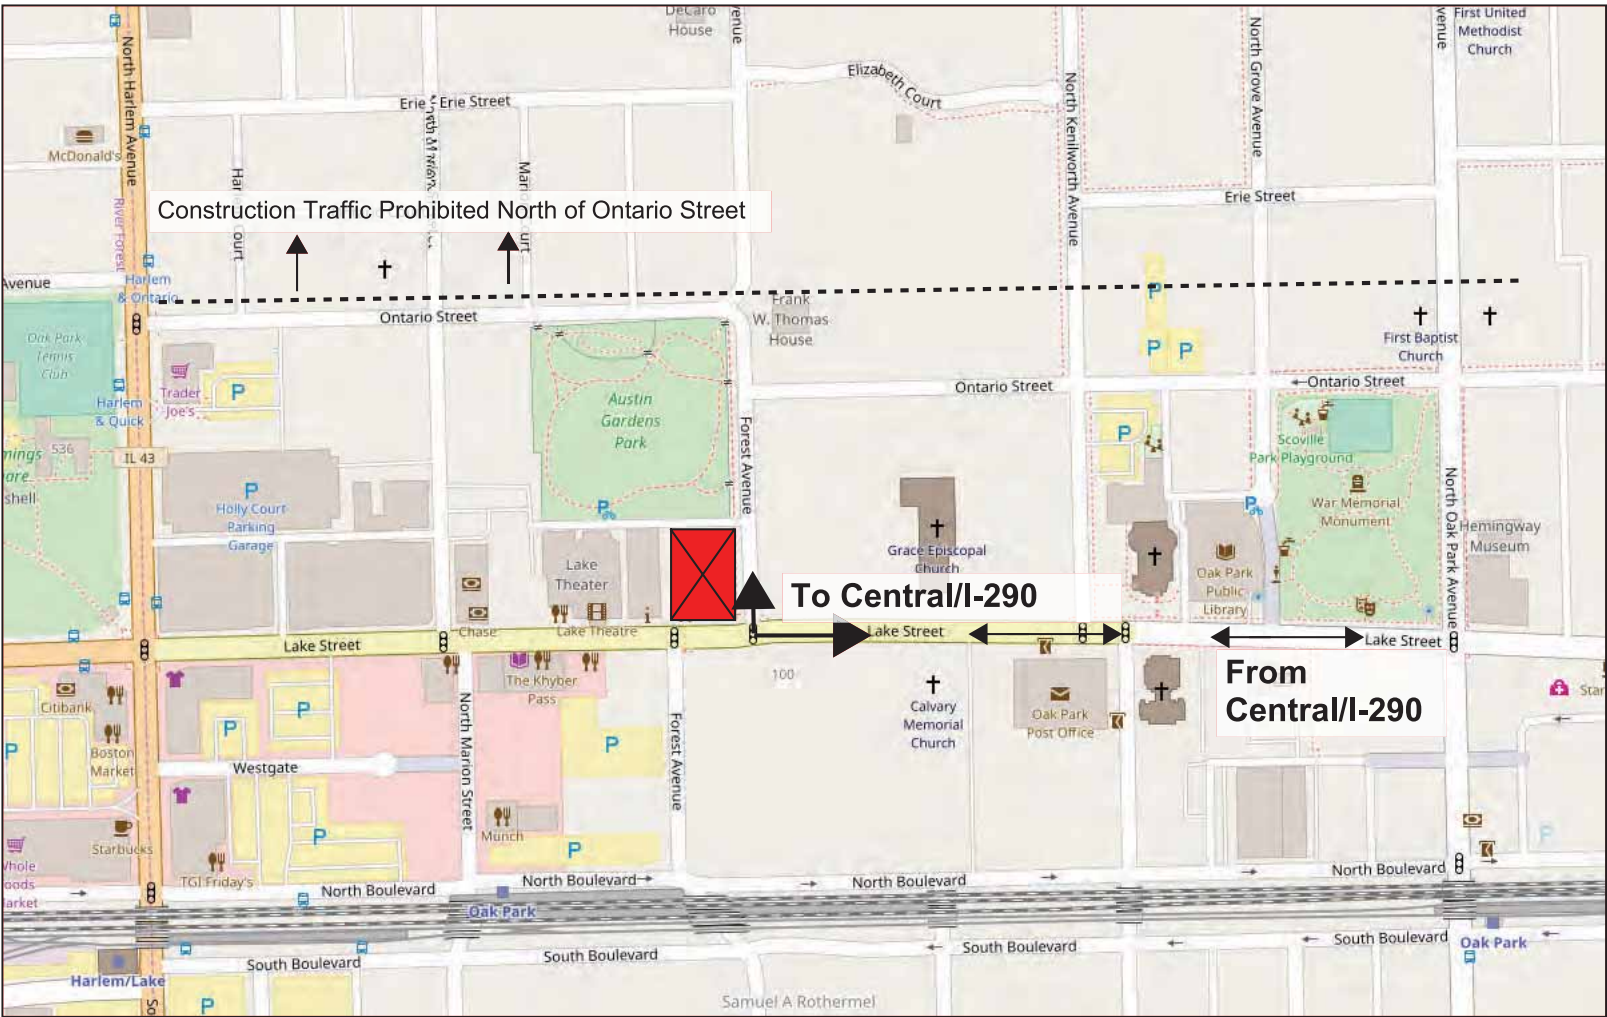 DeCaro
House
First United
Methodist
Church
North Harlem Avenue
Erie
Erie Street
Elizabeth Court
North Kenilworth Avenue
North Grove Avenue
McDonald's
River Forest
Erie Street
Construction Traffic Prohibited North of Ontario Street
Avenue
Harlem
& Ontario
Ontario Street
Frank
W. Thomas
House
First Baptist
Church
Oak Park
Tennis
Club
Trader
Joe's
P
Harlem
& Quick
P
P
P
Ontario Street
Ontario Street
Austin
Gardens
Park
Forest Avenue
P
Scoville
Park Playground
536
IL 43
shell
P
Holly Court
Parking
Garage
P
War Memorial
Monument
P
North Oak Park Avenue
Hemingway
Museum
Grace Episcopal
Church
Lake
Theater
Oak Park
Public
Library
To Central/I-290
Chase
Lake Theatre
Lake Street
Lake Street
Lake Street
From
Central/I-290
100
The Khyber
Pass
Calvary
Memorial
Church
Oak Park
Post Office
Star
Citibank
P
P
P
P
Boston
Market
North Marion Street
Forest Avenue
Westgate
Starbucks
P
Munch
P
P
TGI Friday's
North Boulevard
North Boulevard
North Boulevard
North Boulevard
Oak Park
South Boulevard
South Boulevard
South Boulevard
South Boulevard
Oak Park
Harlem/Lake
P
Samuel A Rothermel